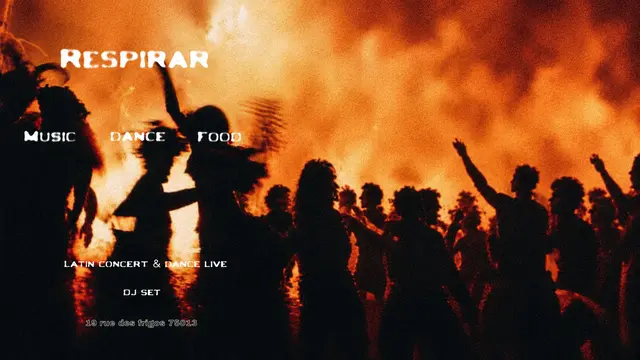 Respirar
Music Dance Food
Latin concert & dance live
DJ set
19 rue des frigos 75013